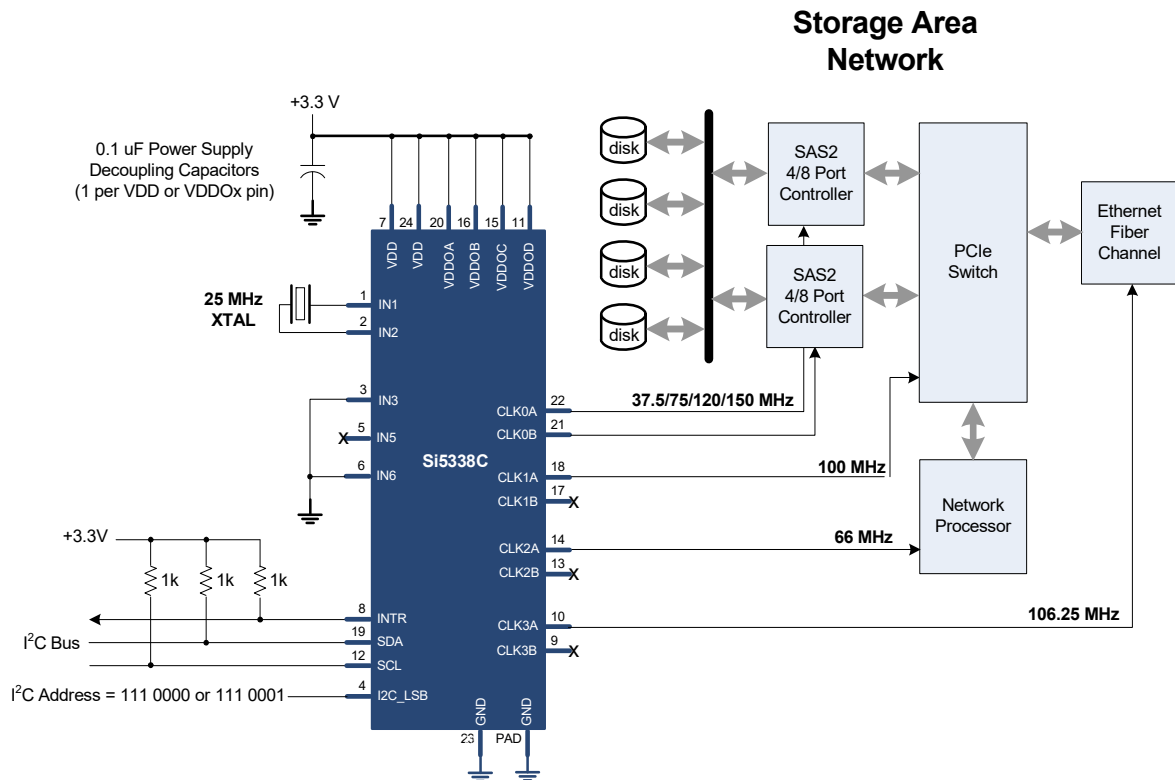 Storage Area
Network
+3.3 V
0.1 uF Power Supply
Decoupling Capacitors
(1 per VDD or VDDOx pin)
7
24
20
16
15
11
VDD
VDD
VDDOA
VDDOB
VDDOC
VDDOD
25 MHz
XTAL
1
IN1
2
IN2
3
IN3
5
X
IN5
6
IN6
Si5338C
CLK0A
22
37.5/75/120/150 MHz
CLK0B
21
CLK1A
18
100 MHz
CLK1B
17
X
CLK2A
14
66 MHz
CLK2B
13
X
CLK3A
10
106.25 MHz
CLK3B
9
X
+3.3V
1k
1k
1k
8
INTR
I2C Bus
19
SDA
12
SCL
I2C Address = 111 0000 or 111 0001
4
I2C_LSB
GND
GND
23
PAD
disk
disk
disk
disk
SAS2
4/8 Port
Controller
SAS2
4/8 Port
Controller
PCIe
Switch
Ethernet
Fiber
Channel
Network
Processor